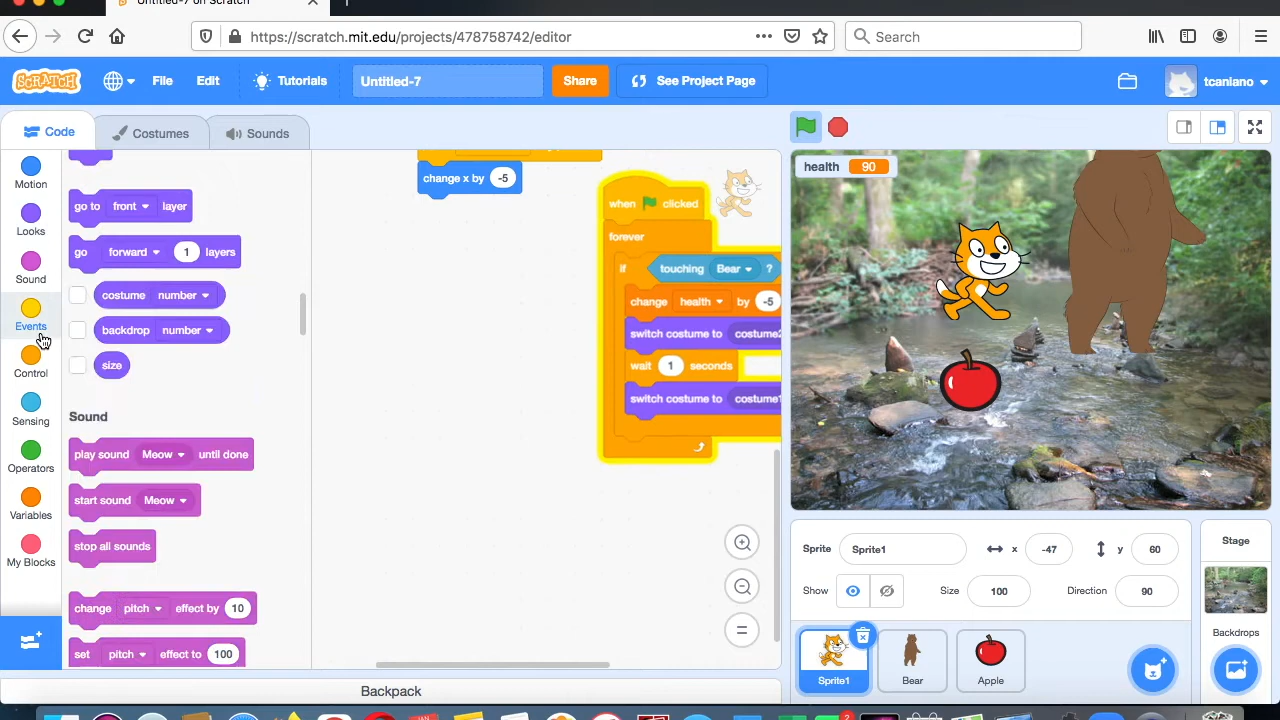 Untitled-7 on Scratch
https://scratch.mit.edu/projects/478758742/editor
Search
SCRATCH
File
Edit
Tutorials
Untitled-7
Share
See Project Page
tcaniano
Code
Costumes
Sounds
Motion
Looks
Sound
Events
Control
Sensing
Operators
Variables
My Blocks
go to front layer
go forward 1 layers
costume number
backdrop number
size
Sound
play sound Meow until done
start sound Meow
stop all sounds
change pitch effect by 10
set pitch effect to 100
change x by -5
when clicked
forever
if touching Bear ?
change health by -5
switch costume to costume2
wait 1 seconds
switch costume to costume1
health 90
Sprite Sprite1 x -47 y 60
Show Size 100 Direction 90
Sprite1
Bear
Apple
Stage
Backdrops
Backpack
JAN
2